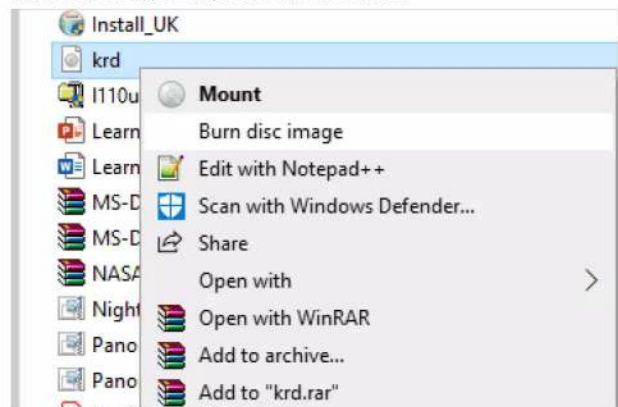 Install_UK
krd
I110u
Learn
Learn
MS-D
MS-D
NASA
Night
Pano
Pano
Mount
Burn disc image
Edit with Notepad++
Scan with Windows Defender...
Share
Open with
Open with WinRAR
Add to archive...
Add to "krd.rar"